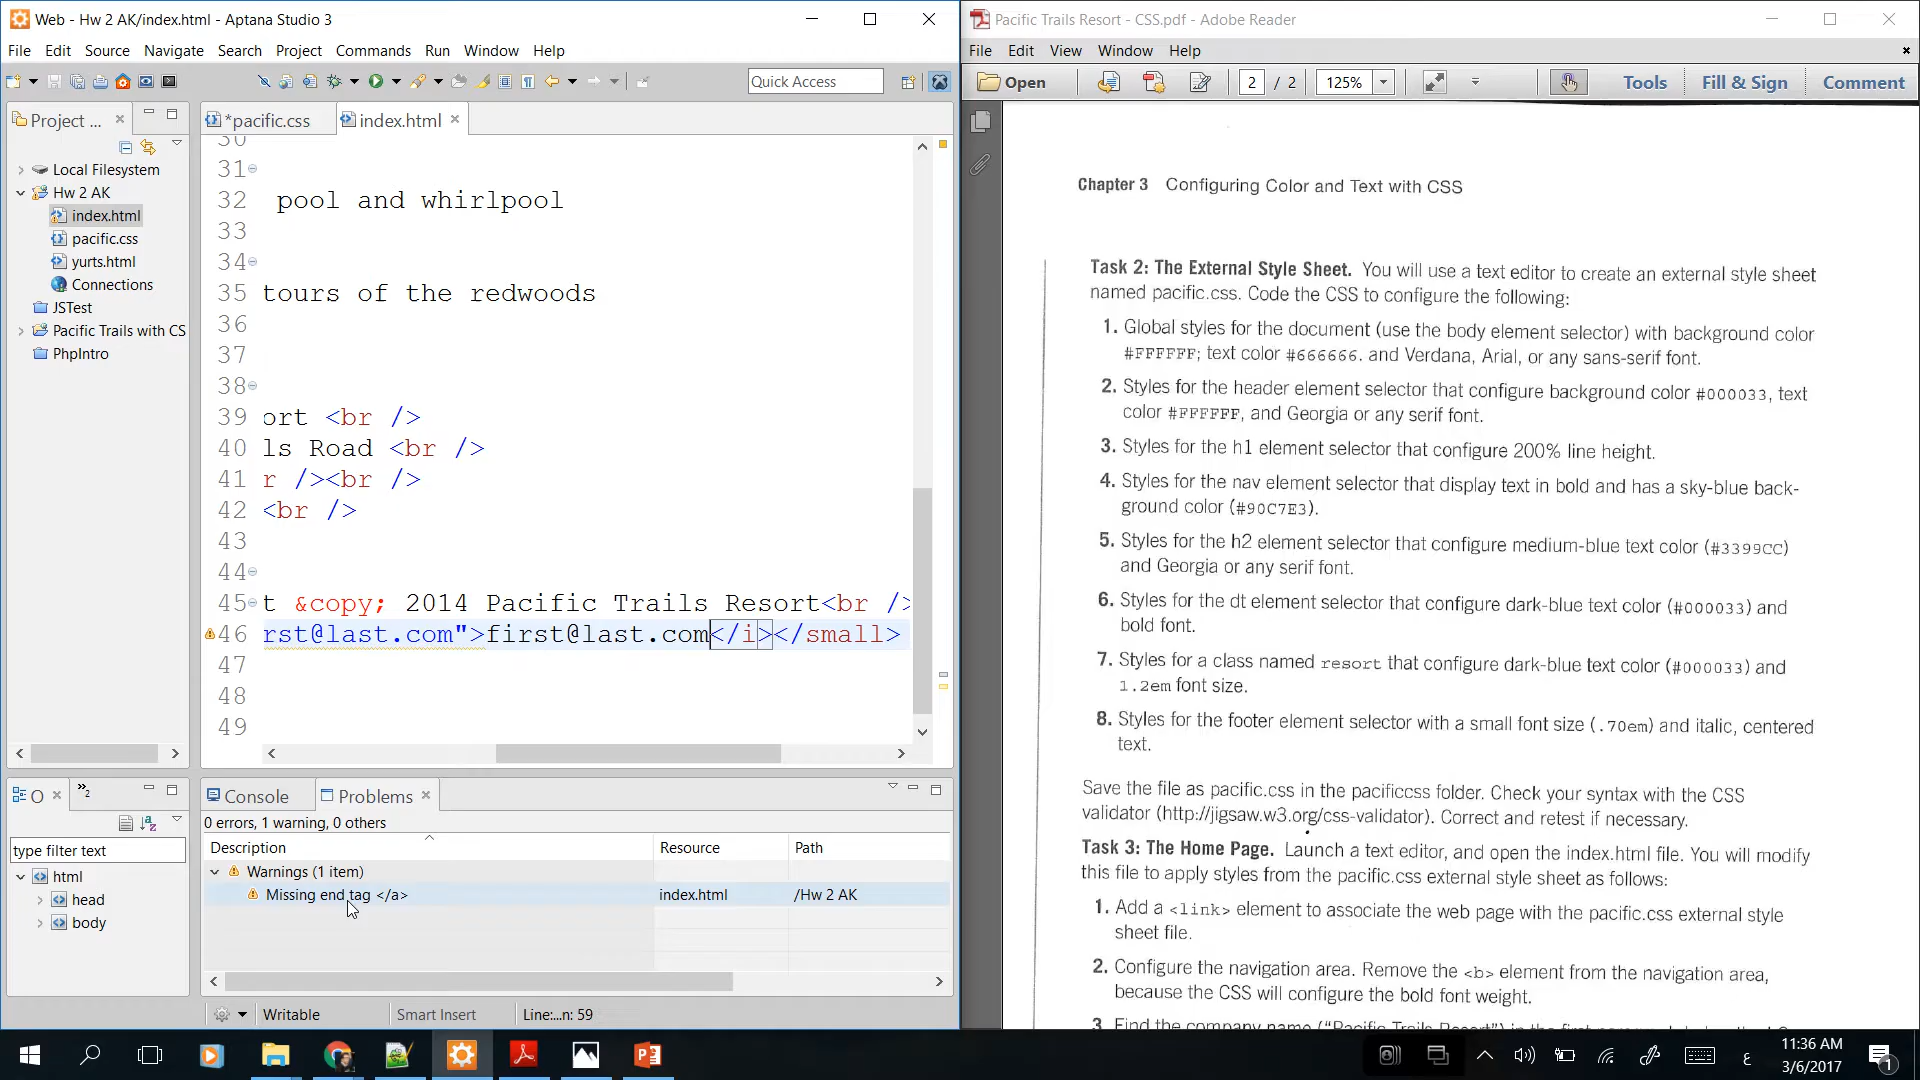 Web - Hw 2 AK/index.html - Aptana Studio 3
File Edit Source Navigate Search Project Commands Run Window Help
Quick Access
Project ...
Local Filesystem
Hw 2 AK
index.html
pacific.css
yurts.html
Connections
JSTest
Pacific Trails with CS
PhpIntro
*pacific.css
index.html
30
31
32 pool and whirlpool
33
34
35 tours of the redwoods
36
37
38
39 ort <br />
40 ls Road <br />
41 r /><br />
42 <br />
43
44
45 t &copy; 2014 Pacific Trails Resort<br />
46 rst@last.com">first@last.com</i></small>
47
48
49
O
»2
type filter text
html
head
body
Console
Problems
0 errors, 1 warning, 0 others
Description Resource Path
Warnings (1 item)
Missing end tag </a> index.html /Hw 2 AK
Writable Smart Insert Line:...n: 59
Pacific Trails Resort - CSS.pdf - Adobe Reader
File Edit View Window Help
Open 2 / 2 125% Tools Fill & Sign Comment
Chapter 3 Configuring Color and Text with CSS
Task 2: The External Style Sheet. You will use a text editor to create an external style sheet
named pacific.css. Code the CSS to configure the following:
1. Global styles for the document (use the body element selector) with background color
#FFFFFF; text color #666666. and Verdana, Arial, or any sans-serif font.
2. Styles for the header element selector that configure background color #000033, text
color #FFFFFF, and Georgia or any serif font.
3. Styles for the h1 element selector that configure 200% line height.
4. Styles for the nav element selector that display text in bold and has a sky-blue back-
ground color (#90C7E3).
5. Styles for the h2 element selector that configure medium-blue text color (#3399CC)
and Georgia or any serif font.
6. Styles for the dt element selector that configure dark-blue text color (#000033) and
bold font.
7. Styles for a class named resort that configure dark-blue text color (#000033) and
1.2em font size.
8. Styles for the footer element selector with a small font size (.70em) and italic, centered
text.
Save the file as pacific.css in the pacificcss folder. Check your syntax with the CSS
validator (http://jigsaw.w3.org/css-validator). Correct and retest if necessary.
Task 3: The Home Page. Launch a text editor, and open the index.html file. You will modify
this file to apply styles from the pacific.css external style sheet as follows:
1. Add a <link> element to associate the web page with the pacific.css external style
sheet file.
2. Configure the navigation area. Remove the <b> element from the navigation area,
because the CSS will configure the bold font weight.
3. Find the company name ("Pacific Trails Resort") in the first paragraph
ع
11:36 AM
3/6/2017
1